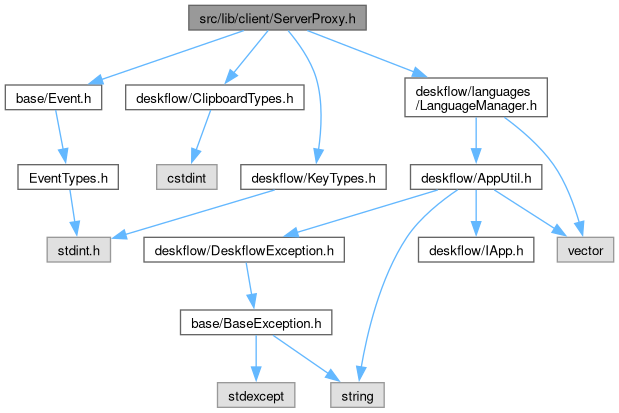 src/lib/client/ServerProxy.h
base/Event.h
deskflow/ClipboardTypes.h
deskflow/languages
/LanguageManager.h
EventTypes.h
cstdint
deskflow/KeyTypes.h
deskflow/AppUtil.h
stdint.h
deskflow/DeskflowException.h
deskflow/IApp.h
vector
base/BaseException.h
stdexcept
string